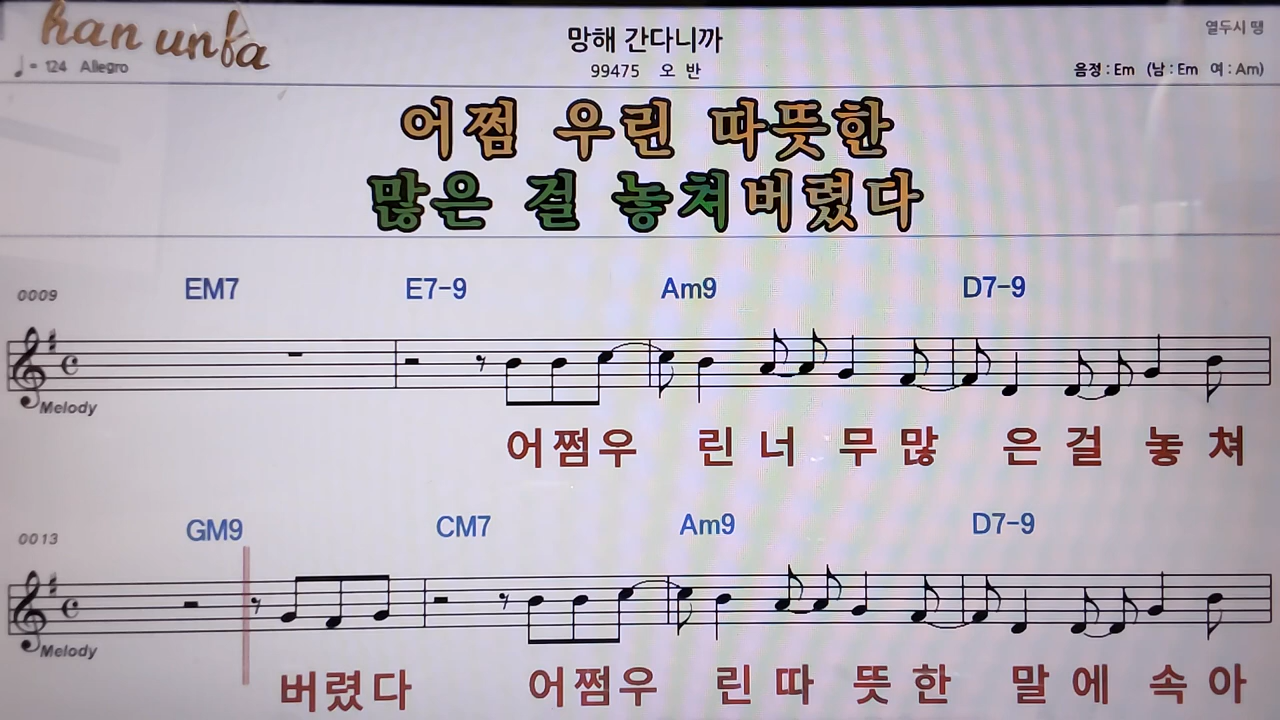 han unfa
열두시 땡
망해 간다니까
♩= 124 Allegro
99475 오 반
음정 : Em (남 : Em 여 : Am)
어쩜 우린 따뜻한
많은 걸 놓쳐버렸다
0009 EM7 E7-9 Am9 D7-9
Melody
어쩜우 린 너 무 많 은 걸 놓 쳐
0013 GM9 CM7 Am9 D7-9
Melody
버렸다 어쩜우 린 따 뜻 한 말 에 속 아